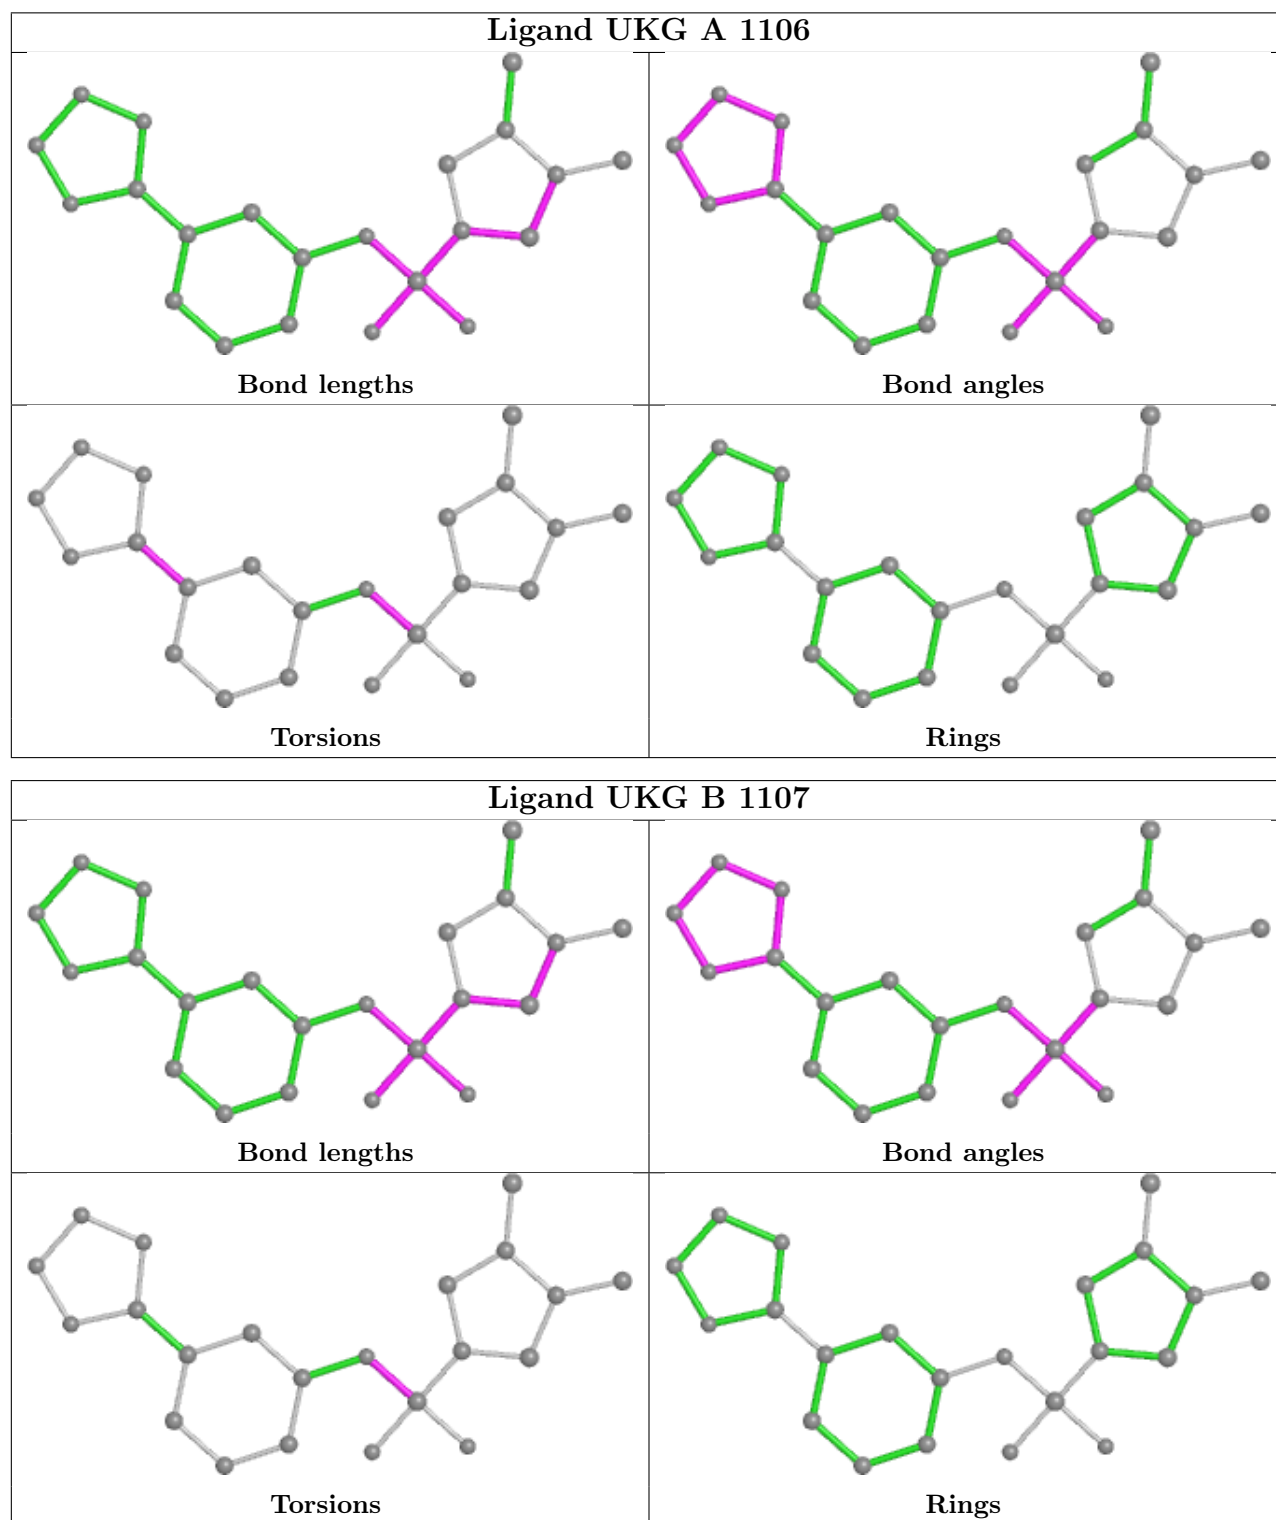 Ligand UKG A 1106
Bond lengths
Bond angles
Torsions
Rings
Ligand UKG B 1107
Bond lengths
Bond angles
Torsions
Rings